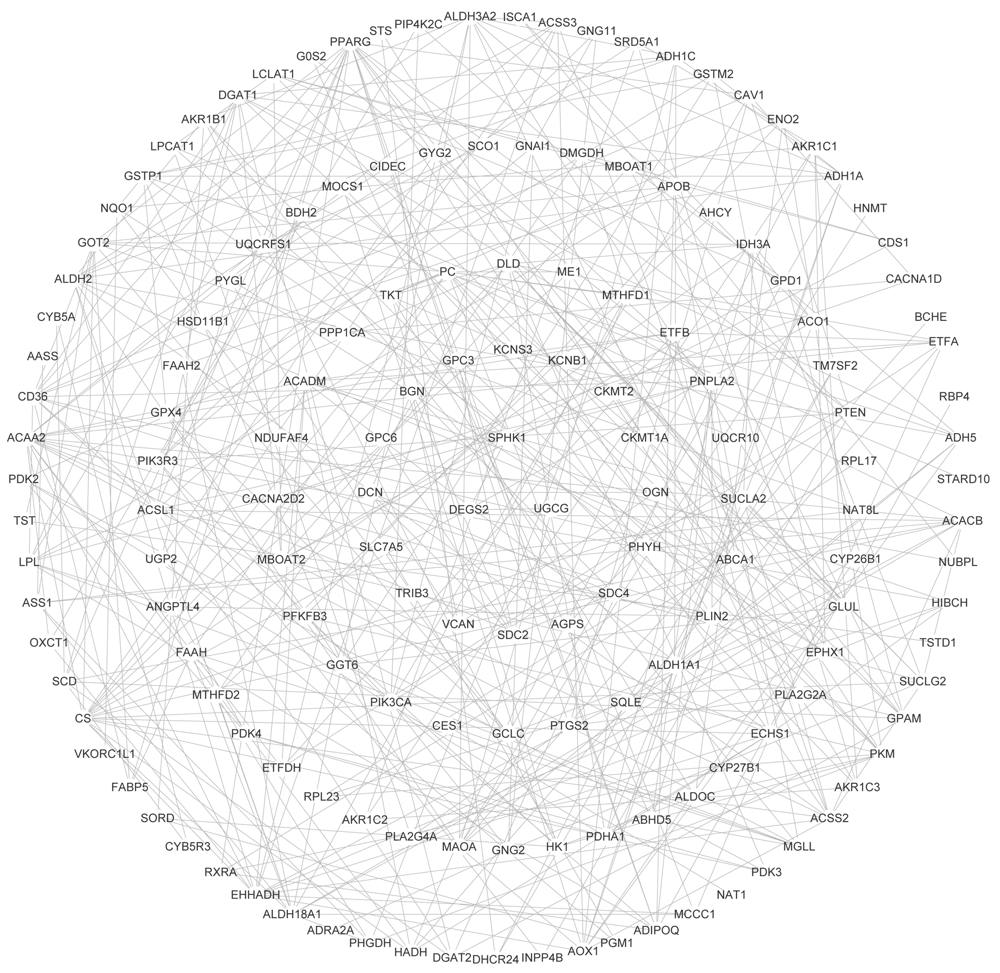 ALDH3A2
ISCA1
ACSS3
PIP4K2C
STS
GNG11
PPARG
SRD5A1
G0S2
ADH1C
LCLAT1
GSTM2
DGAT1
CAV1
AKR1B1
ENO2
LPCAT1
GYG2
SCO1
GNAI1
DMGDH
AKR1C1
CIDEC
MBOAT1
GSTP1
ADH1A
MOCS1
APOB
NQO1
BDH2
AHCY
HNMT
GOT2
UQCRFS1
IDH3A
CDS1
ALDH2
PYGL
PC
DLD
ME1
GPD1
CACNA1D
TKT
MTHFD1
CYB5A
HSD11B1
ACO1
BCHE
PPP1CA
ETFB
ETFA
AASS
FAAH2
GPC3
KCNS3
KCNB1
TM7SF2
CD36
ACADM
BGN
CKMT2
PNPLA2
RBP4
GPX4
PTEN
ACAA2
NDUFAF4
GPC6
SPHK1
CKMT1A
UQCR10
ADH5
PIK3R3
RPL17
PDK2
STARD10
CACNA2D2
DCN
OGN
SUCLA2
ACSL1
DEGS2
UGCG
NAT8L
TST
ACACB
SLC7A5
PHYH
LPL
UGP2
MBOAT2
ABCA1
CYP26B1
NUBPL
ASS1
ANGPTL4
TRIB3
SDC4
GLUL
HIBCH
PFKFB3
VCAN
AGPS
PLIN2
OXCT1
SDC2
TSTD1
FAAH
EPHX1
GGT6
ALDH1A1
SCD
SUCLG2
MTHFD2
PIK3CA
SQLE
PLA2G2A
CS
GPAM
PDK4
CES1
GCLC
PTGS2
ECHS1
VKORC1L1
PKM
ETFDH
CYP27B1
FABP5
AKR1C3
RPL23
ALDOC
SORD
AKR1C2
ABHD5
ACSS2
PLA2G4A
PDHA1
CYB5R3
MAOA
GNG2
HK1
MGLL
RXRA
PDK3
EHHADH
NAT1
ALDH18A1
MCCC1
ADRA2A
ADIPOQ
PHGDH
PGM1
HADH
AOX1
DGAT2
DHCR24
INPP4B